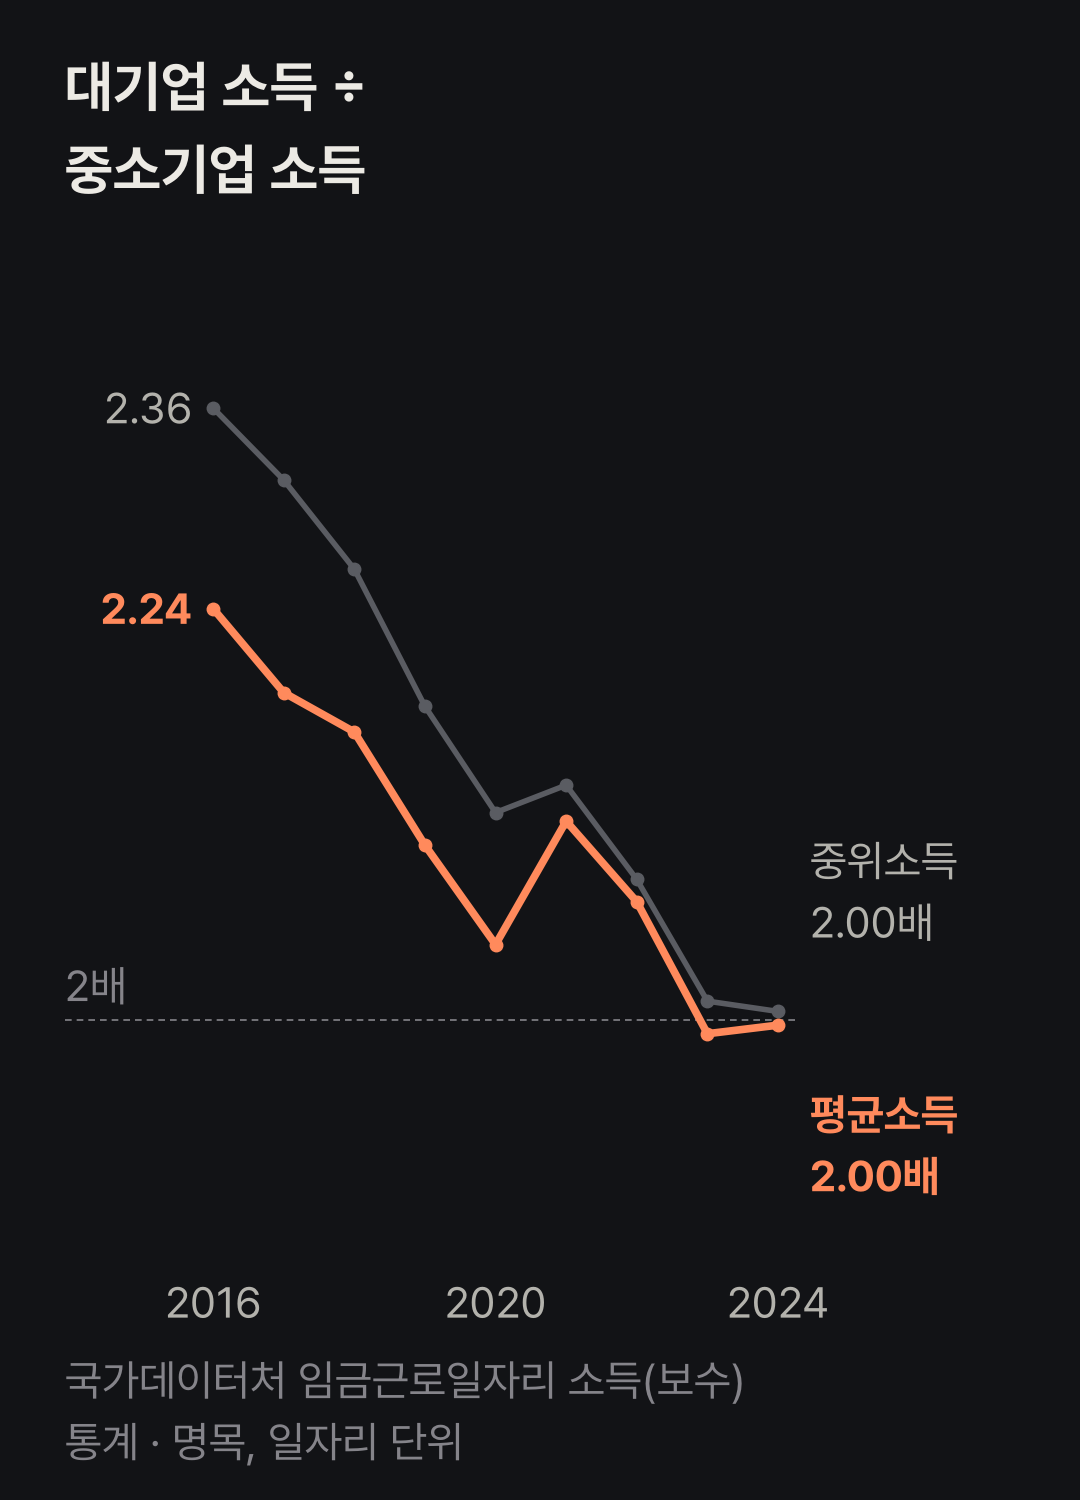 대기업 소득 ÷
중소기업 소득
2.36
2.24
중위소득
2.00배
2배
평균소득
2.00배
2016 2020 2024
국가데이터처 임금근로일자리 소득(보수)
통계 · 명목, 일자리 단위